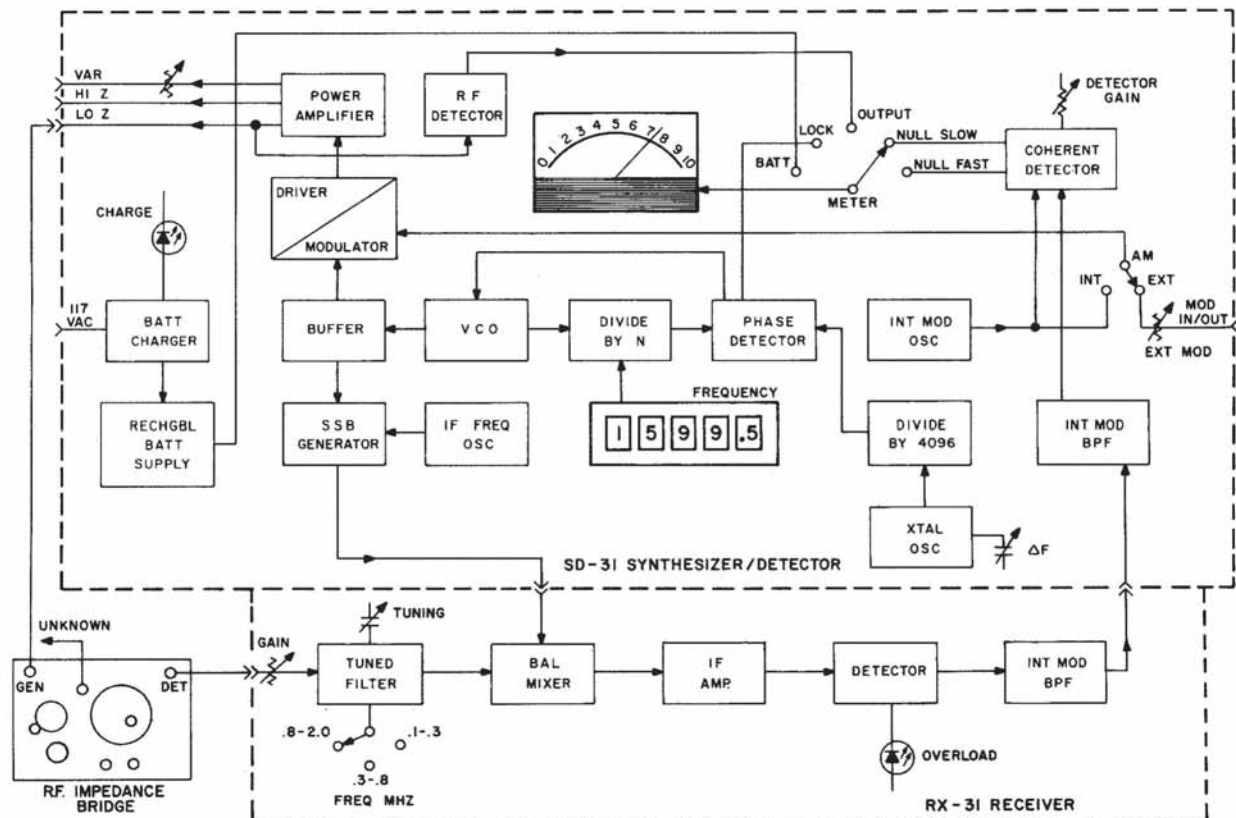 VAR
HI Z
LO Z
POWER
AMPLIFIER
RF
DETECTOR
0 1 2 3 4 5 6 7 8 9 10
OUTPUT
LOCK
BATT
NULL SLOW
NULL FAST
METER
DETECTOR
GAIN
COHERENT
DETECTOR
CHARGE
DRIVER
MODULATOR
AM
INT
EXT
MOD
IN/OUT
EXT MOD
117
VAC
BATT
CHARGER
BUFFER
VCO
DIVIDE
BY N
PHASE
DETECTOR
INT MOD
OSC
FREQUENCY
1 5 9 9 .5
RECHGBL
BATT
SUPPLY
SSB
GENERATOR
IF FREQ
OSC
DIVIDE
BY 4096
INT MOD
BPF
XTAL
OSC
ΔF
SD-31 SYNTHESIZER/DETECTOR
UNKNOWN
GEN
DET
R.F. IMPEDANCE
BRIDGE
GAIN
TUNING
TUNED
FILTER
BAL
MIXER
IF
AMP.
DETECTOR
INT MOD
BPF
.8-2.0
.1-.3
.3-.8
FREQ MHZ
OVERLOAD
RX-31 RECEIVER